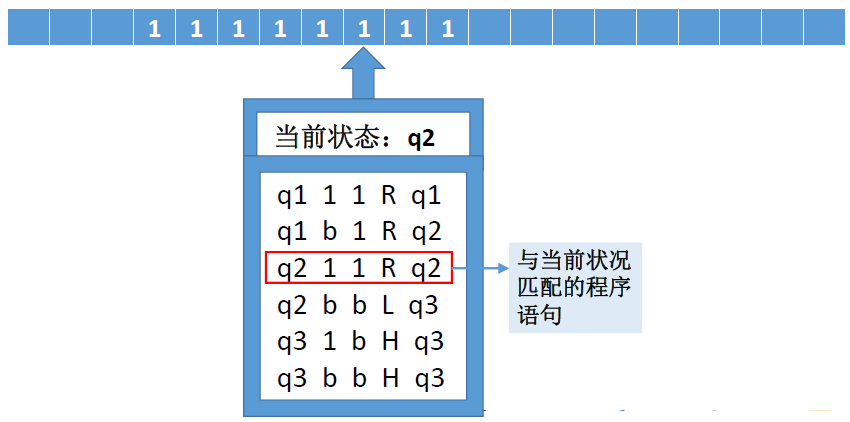 1 1 1 1 1 1 1 1
当前状态：q2
q1 1 1 R q1
q1 b 1 R q2
q2 1 1 R q2
q2 b b L q3
q3 1 b H q3
q3 b b H q3
与当前状况
匹配的程序
语句